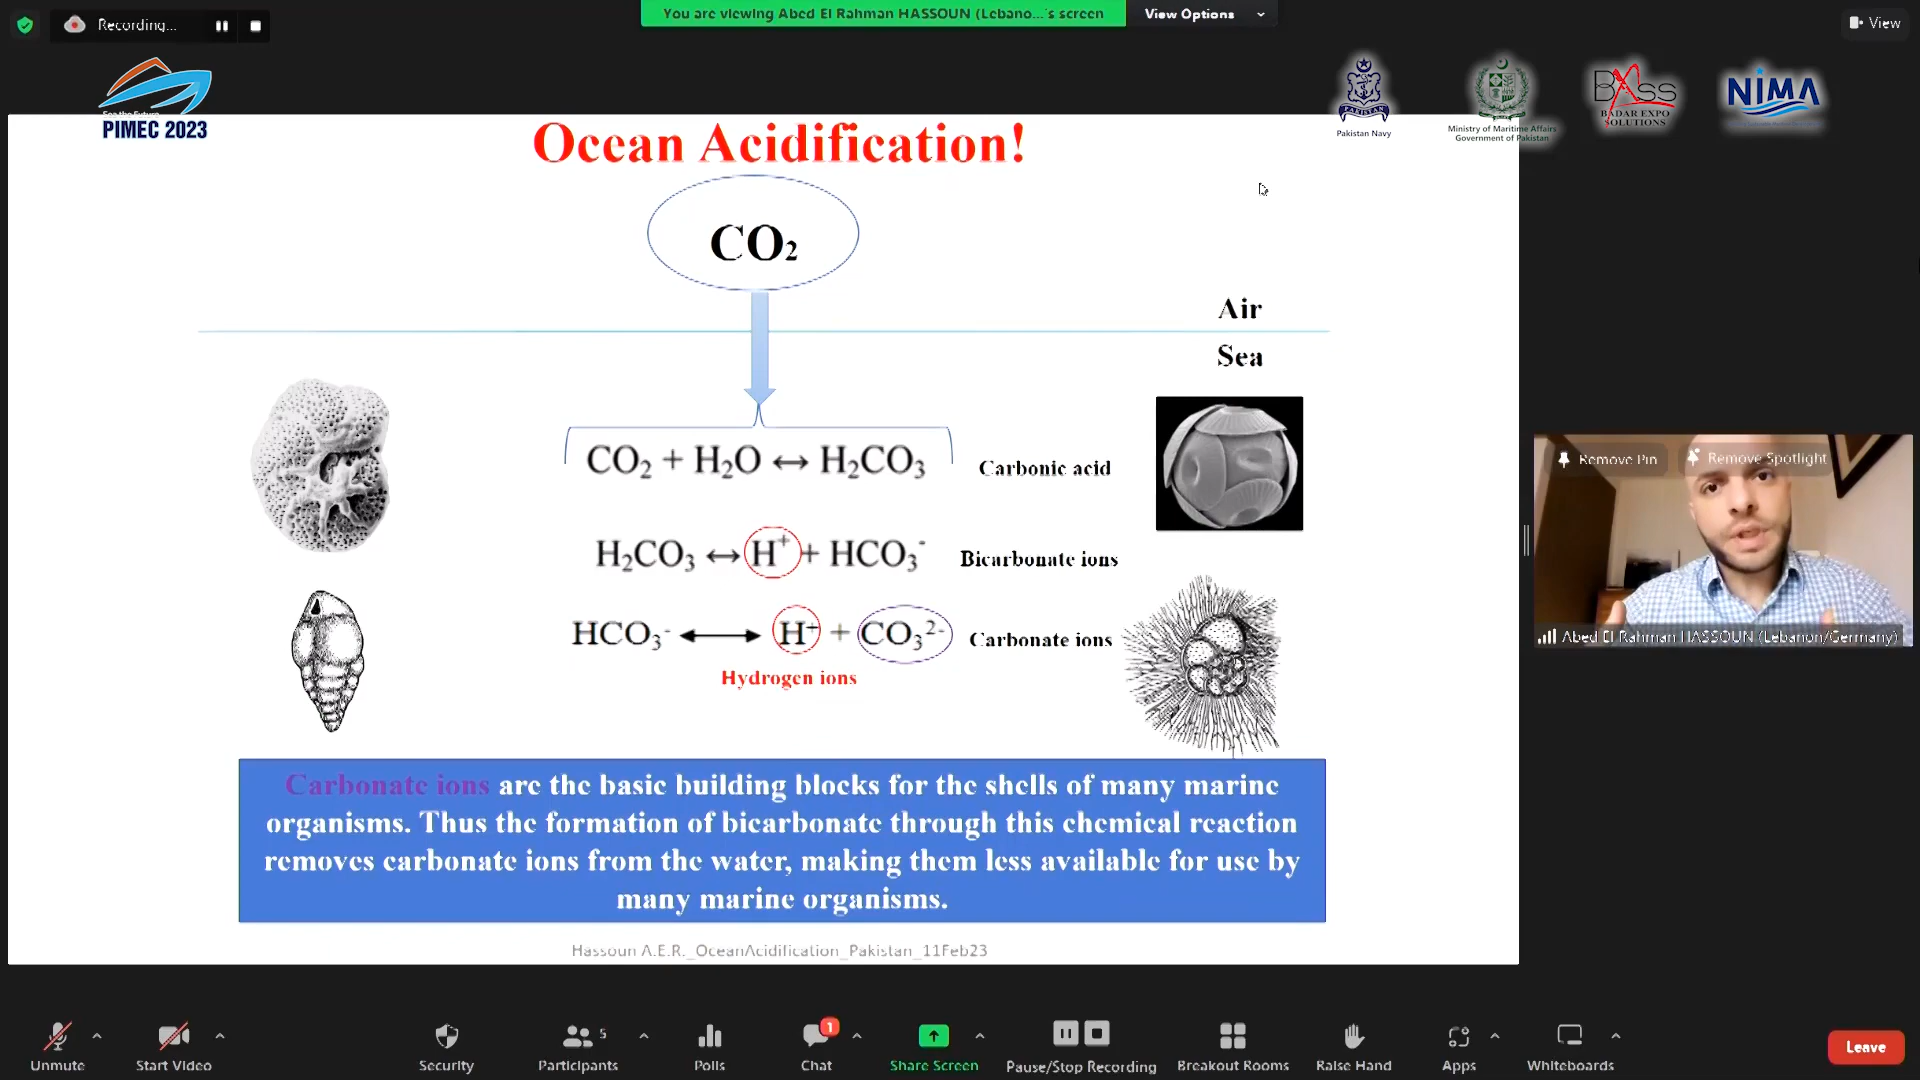 Recording...
You are viewing Abed El Rahman HASSOUN (Lebano...'s screen
View Options
View
PIMEC 2023
Pakistan Navy
Ministry of Maritime Affairs
Government of Pakistan
BXSS
BADAR EXPO
SOLUTIONS
NIMA
Ocean Acidification!
CO₂
Air
Sea
CO₂ + H₂O ↔ H₂CO₃ Carbonic acid
H₂CO₃ ↔ H⁺ + HCO₃⁻ Bicarbonate ions
HCO₃⁻ ↔ H⁺ + CO₃²⁻ Carbonate ions
Hydrogen ions
Carbonate ions are the basic building blocks for the shells of many marine
organisms. Thus the formation of bicarbonate through this chemical reaction
removes carbonate ions from the water, making them less available for use by
many marine organisms.
Hassoun A.E.R._OceanAcidification_Pakistan_11Feb23
Remove Pin
Remove Spotlight
Abed El Rahman HASSOUN (Lebanon/Germany)
Unmute
Start Video
Security
Participants 5
Polls
Chat 1
Share Screen
Pause/Stop Recording
Breakout Rooms
Raise Hand
Apps
Whiteboards
Leave